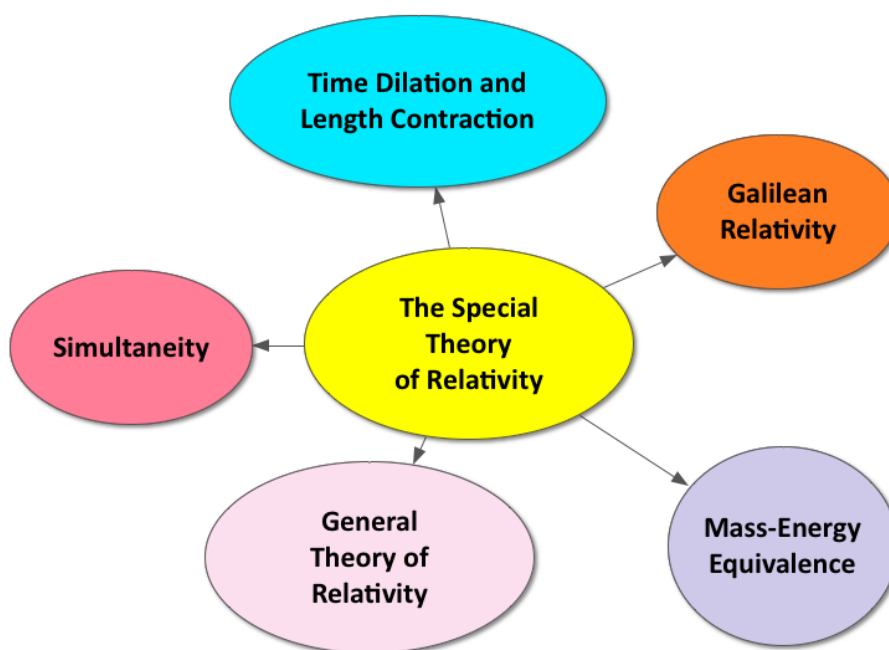 Time Dilation and
Length Contraction
Galilean
Relativity
The Special
Theory
of Relativity
Simultaneity
General
Theory of
Relativity
Mass-Energy
Equivalence